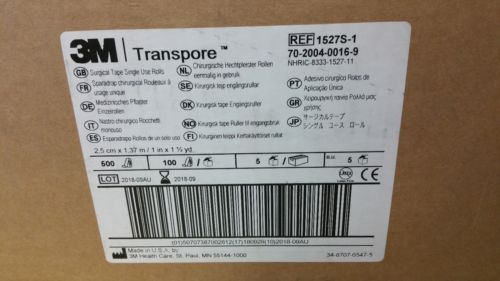 3M Transpore™
REF 1527S-1
70-2004-0016-9
NHRIC-8333-1527-11
GB Surgical Tape Single Use Rolls
FR Sparadrap chirurgical Rouleaux à usage unique
DE Medizinisches Pflaster Einzelrollen
IT Nastro chirurgico Rocchetti monouso
ES Esparadrapo Rollos de un solo uso
NL Chirurgische Hechtpleister Rollen eenmalig in gebruik
SE Kirurgisk tejp engångsrullar
DK Kirurgisk tape Engangsruller
NO Kirurgisk tape Ruller til engangsbruk
FI Kirurginen teippi Kertakäyttöiset rullat
PT Adesivo cirúrgico Rolos de Aplicação Única
GR Χειρουργική ταινία Ρολλά μιας χρήσης
JP サージカルテープ シングル ユース ロール
2,5 cm x 1,37 m / 1 in x 1 ½ yd
500
100 /
5 /
B.U.
5
LOT 2018-09AU
2018-09
CE
(01)50707387002612(17)180928(10)2018-09AU
Made in U.S.A. by
3M Health Care, St. Paul, MN 55144-1000
34-8707-0547-5